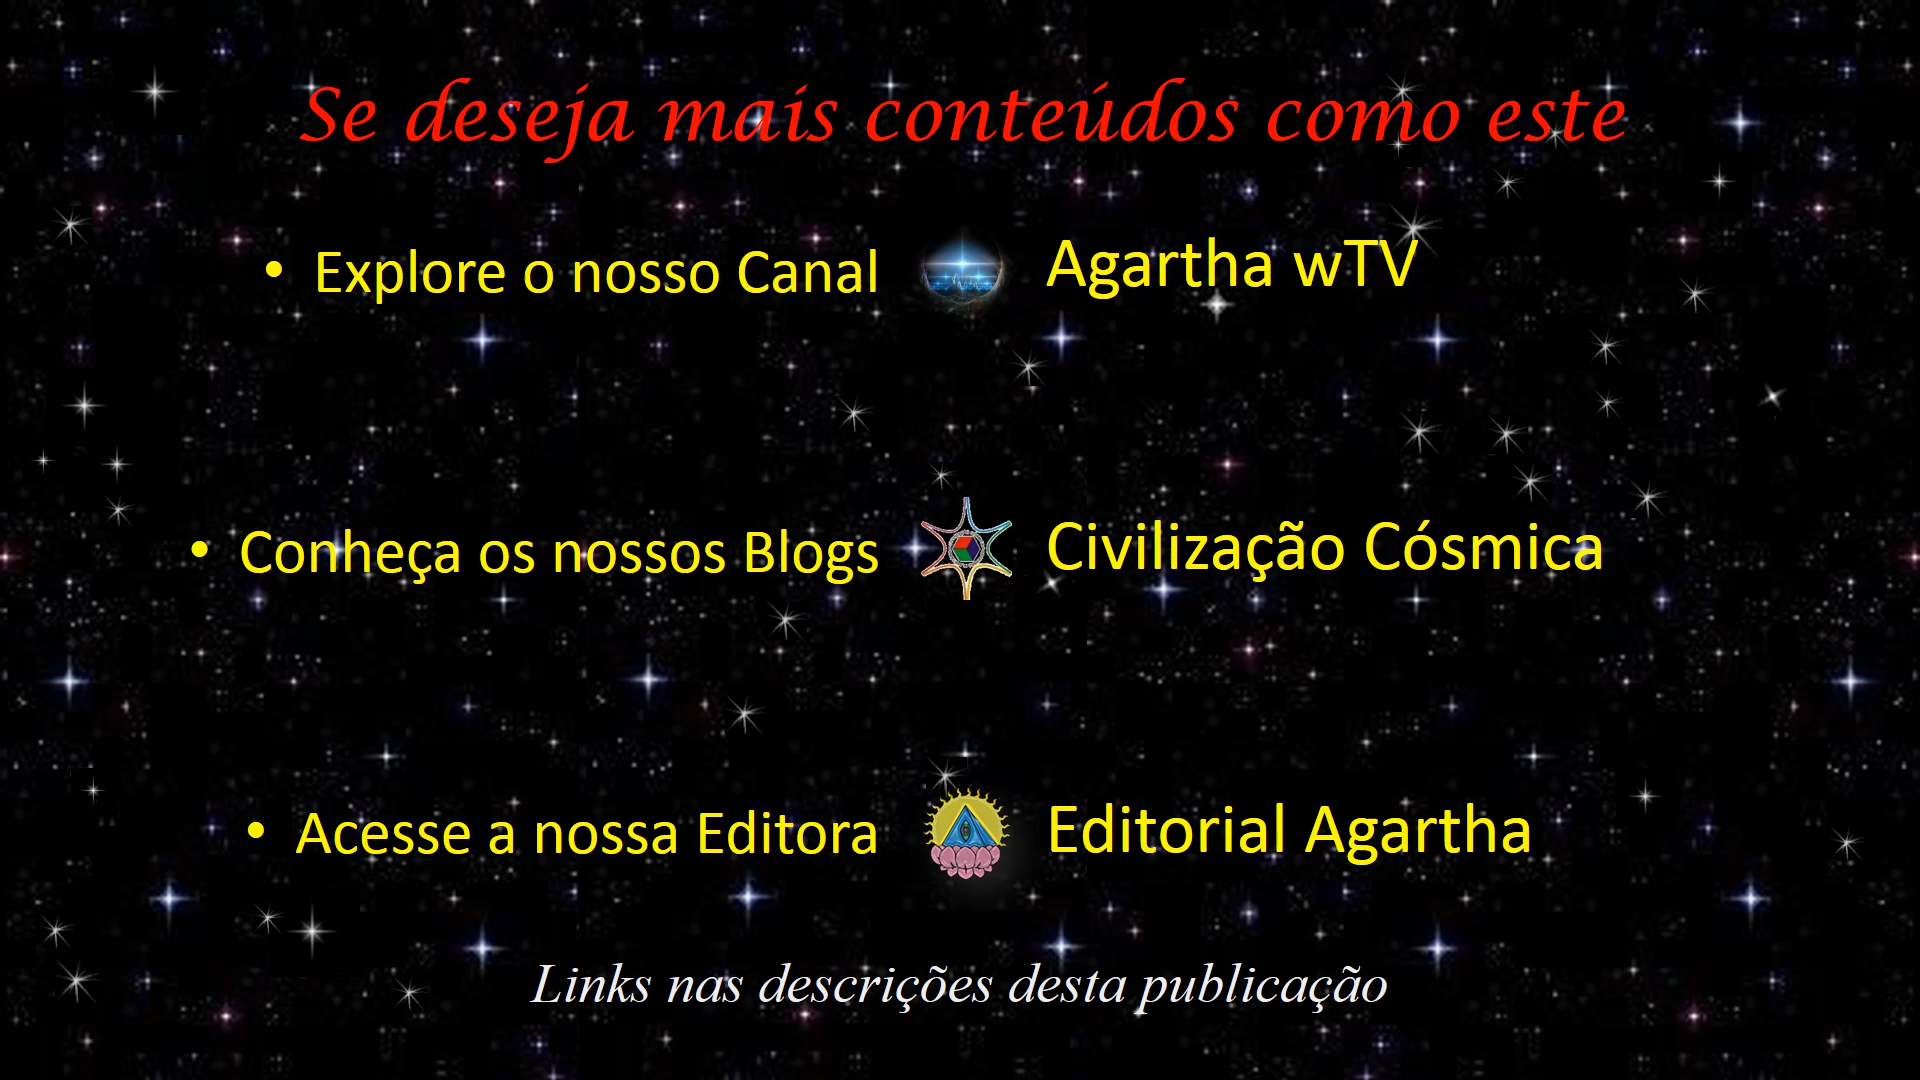 Se deseja mais conteúdos como este
• Explore o nosso Canal Agartha wTV
• Conheça os nossos Blogs Civilização Cósmica
• Acesse a nossa Editora Editorial Agartha
Links nas descrições desta publicação